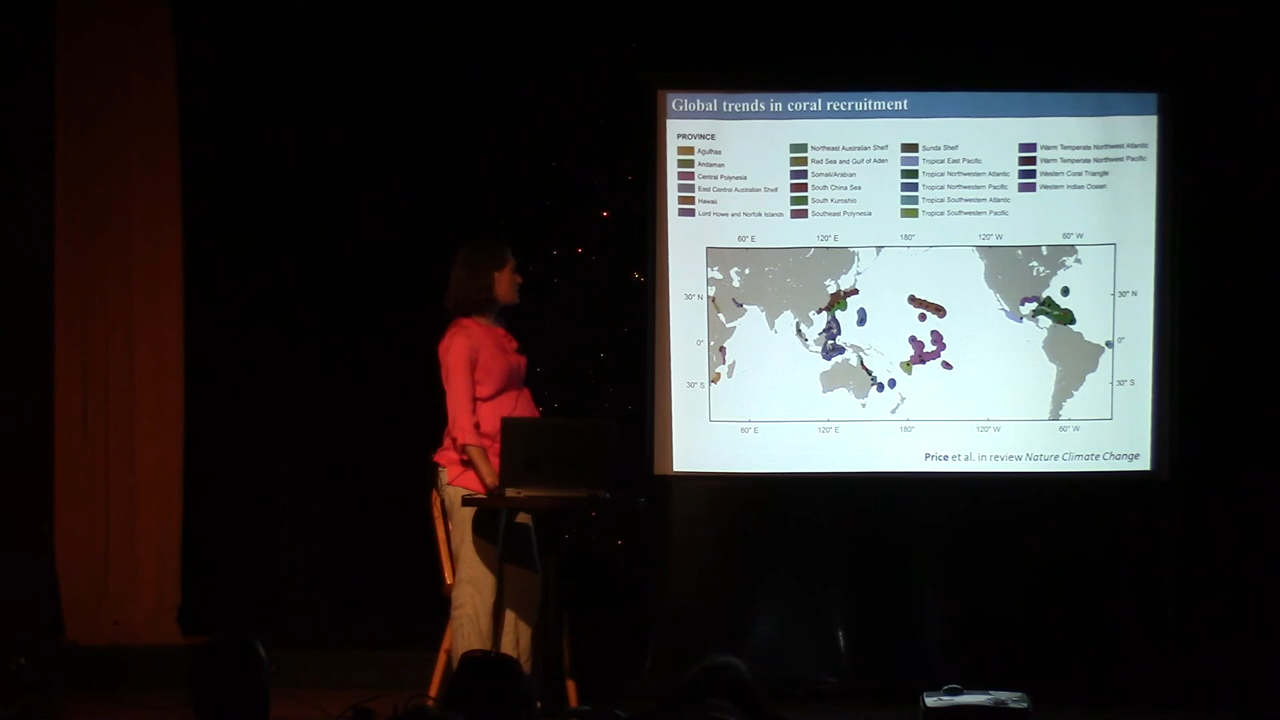 Global trends in coral recruitment
PROVINCE
Agulhas
Andaman
Central Polynesia
East Central Australian Shelf
Hawaii
Lord Howe and Norfolk Islands
Northeast Australian Shelf
Red Sea and Gulf of Aden
Somali/Arabian
South China Sea
South Kuroshio
Southeast Polynesia
Sunda Shelf
Tropical East Pacific
Tropical Northwestern Atlantic
Tropical Northwestern Pacific
Tropical Southwestern Atlantic
Tropical Southwestern Pacific
Warm Temperate Northwest Atlantic
Warm Temperate Northwest Pacific
Western Coral Triangle
Western Indian Ocean
60° E 120° E 180° 120° W 60° W
30° N 30° N
0° 0°
30° S 30° S
60° E 120° E 180° 120° W 60° W
Price et al. in review Nature Climate Change